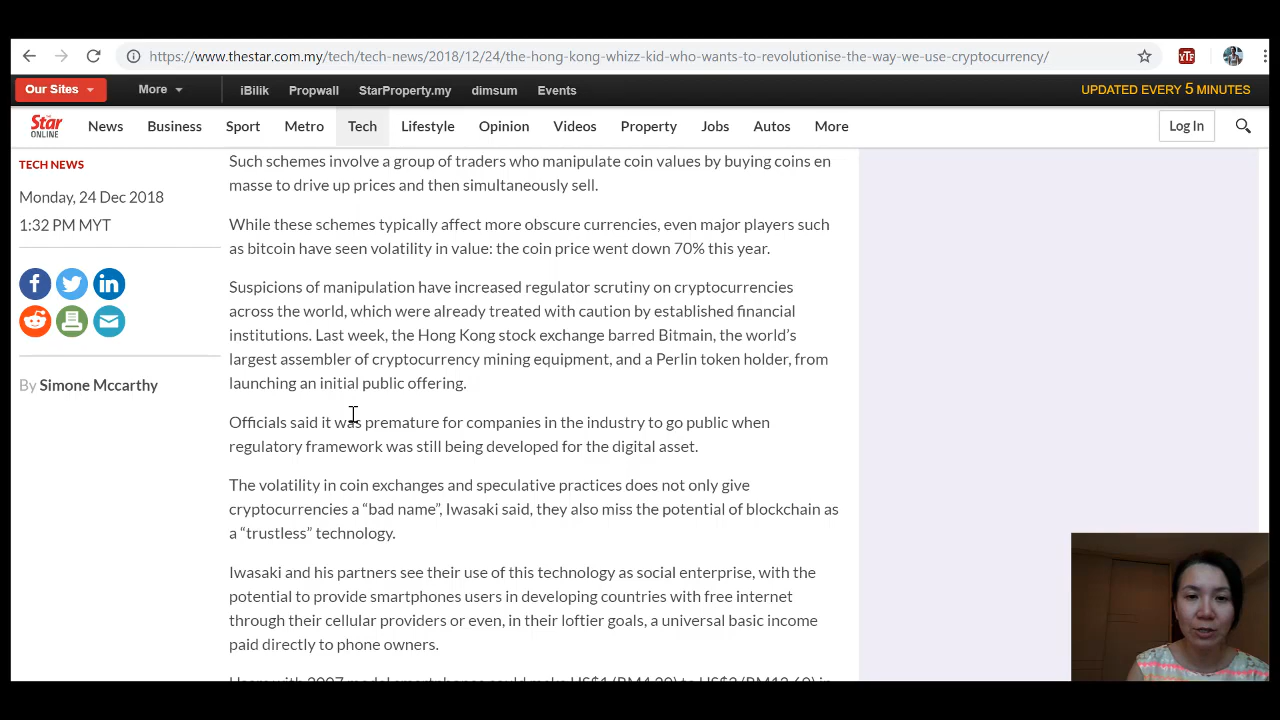 https://www.thestar.com.my/tech/tech-news/2018/12/24/the-hong-kong-whizz-kid-who-wants-to-revolutionise-the-way-we-use-cryptocurrency/
YTF
Our Sites
More
iBilik
Propwall
StarProperty.my
dimsum
Events
UPDATED EVERY 5 MINUTES
The Star ONLINE
News
Business
Sport
Metro
Tech
Lifestyle
Opinion
Videos
Property
Jobs
Autos
More
Log In
TECH NEWS
Monday, 24 Dec 2018
1:32 PM MYT
By Simone Mccarthy
Such schemes involve a group of traders who manipulate coin values by buying coins en
masse to drive up prices and then simultaneously sell.
While these schemes typically affect more obscure currencies, even major players such
as bitcoin have seen volatility in value: the coin price went down 70% this year.
Suspicions of manipulation have increased regulator scrutiny on cryptocurrencies
across the world, which were already treated with caution by established financial
institutions. Last week, the Hong Kong stock exchange barred Bitmain, the world’s
largest assembler of cryptocurrency mining equipment, and a Perlin token holder, from
launching an initial public offering.
Officials said it was premature for companies in the industry to go public when
regulatory framework was still being developed for the digital asset.
The volatility in coin exchanges and speculative practices does not only give
cryptocurrencies a “bad name”, Iwasaki said, they also miss the potential of blockchain as
a “trustless” technology.
Iwasaki and his partners see their use of this technology as social enterprise, with the
potential to provide smartphones users in developing countries with free internet
through their cellular providers or even, in their loftier goals, a universal basic income
paid directly to phone owners.